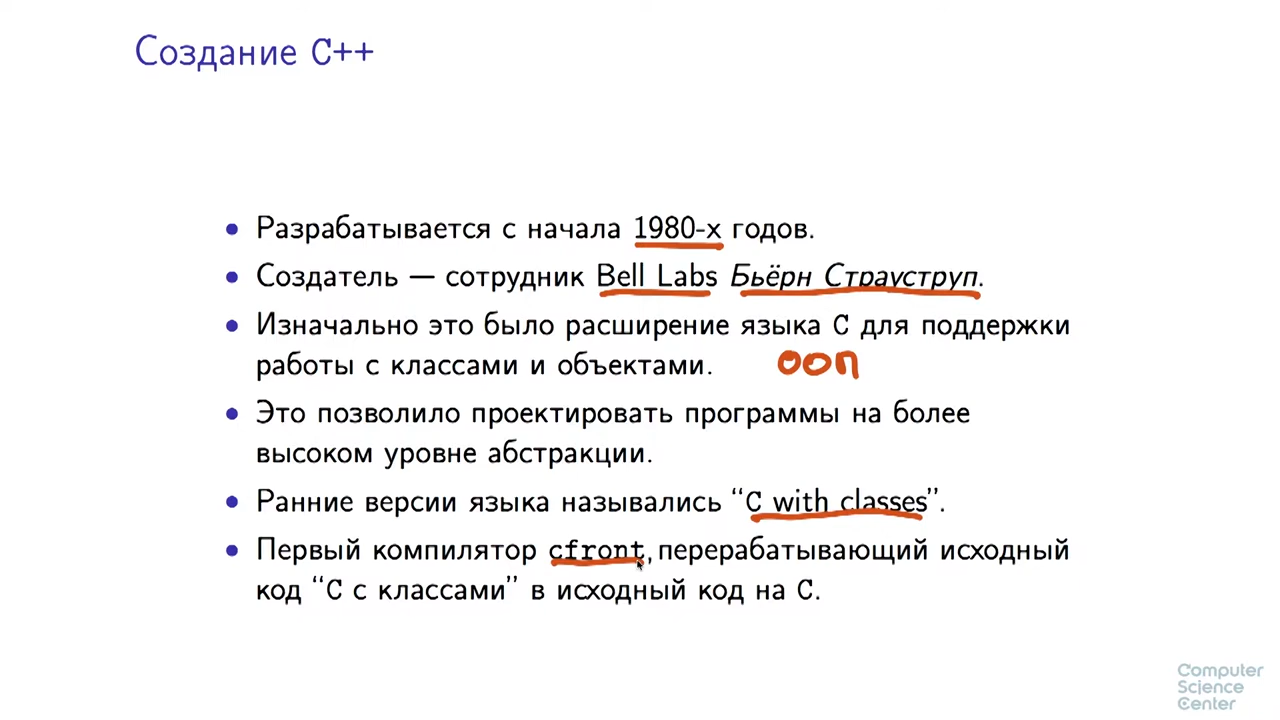 Создание C++
Разрабатывается с начала 1980-х годов.
Создатель — сотрудник Bell Labs Бьёрн Страуструп.
Изначально это было расширение языка C для поддержки
работы с классами и объектами. ООП
Это позволило проектировать программы на более
высоком уровне абстракции.
Ранние версии языка назывались “C with classes”.
Первый компилятор cfront, перерабатывающий исходный
код “C с классами” в исходный код на C.
Computer
Science
Center